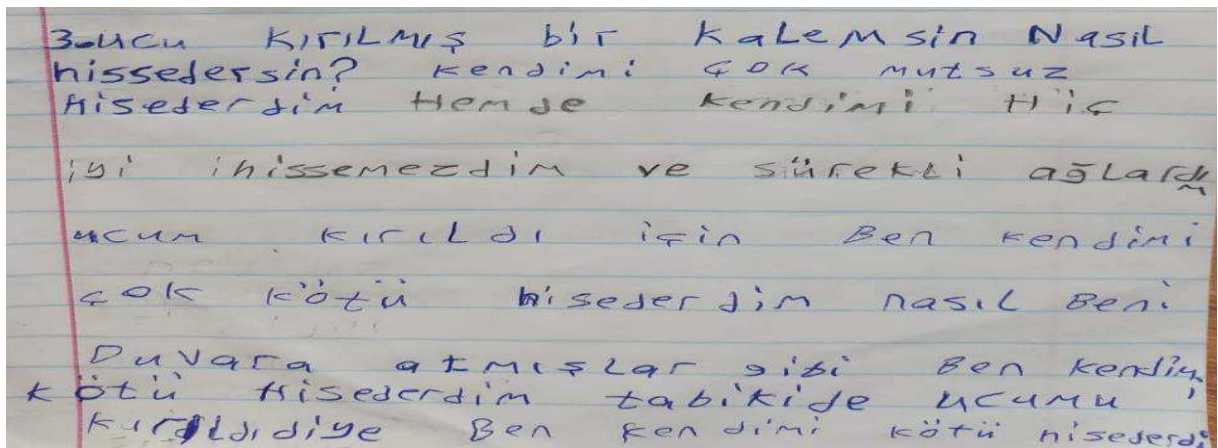 3-ucu KırıLMış bir KaLeMsin Nasıl
hissedersin? Kendimi çok mutsuz
Hisederdim Hemde kendimi Hiç
iyi ihissemezdim ve sürekli ağLardım
ucum kırıLdı için Ben kendimi
çok kötü hisederdim nasıl Beni
Duvara atmışLar gibi Ben kendimi
kötü Hisederdim tabikide ucumu
kırıLdıdiye Ben kendimi kötü hisederdi